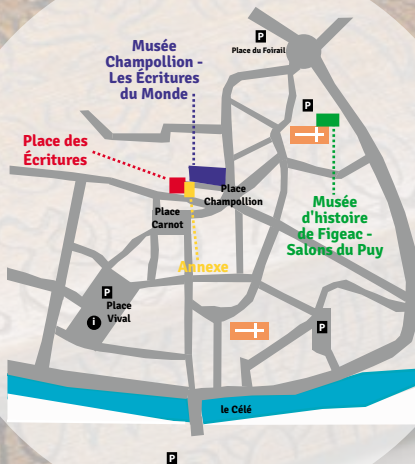 P
Place du Foirail
Musée
Champollion -
Les Écritures
du Monde
P
Place des
Écritures
Place
Champollion
Place
Carnot
Musée
d'histoire
de Figeac -
Salons du Puy
Annexe
P
Place
Vival
i
P
le Célé
P